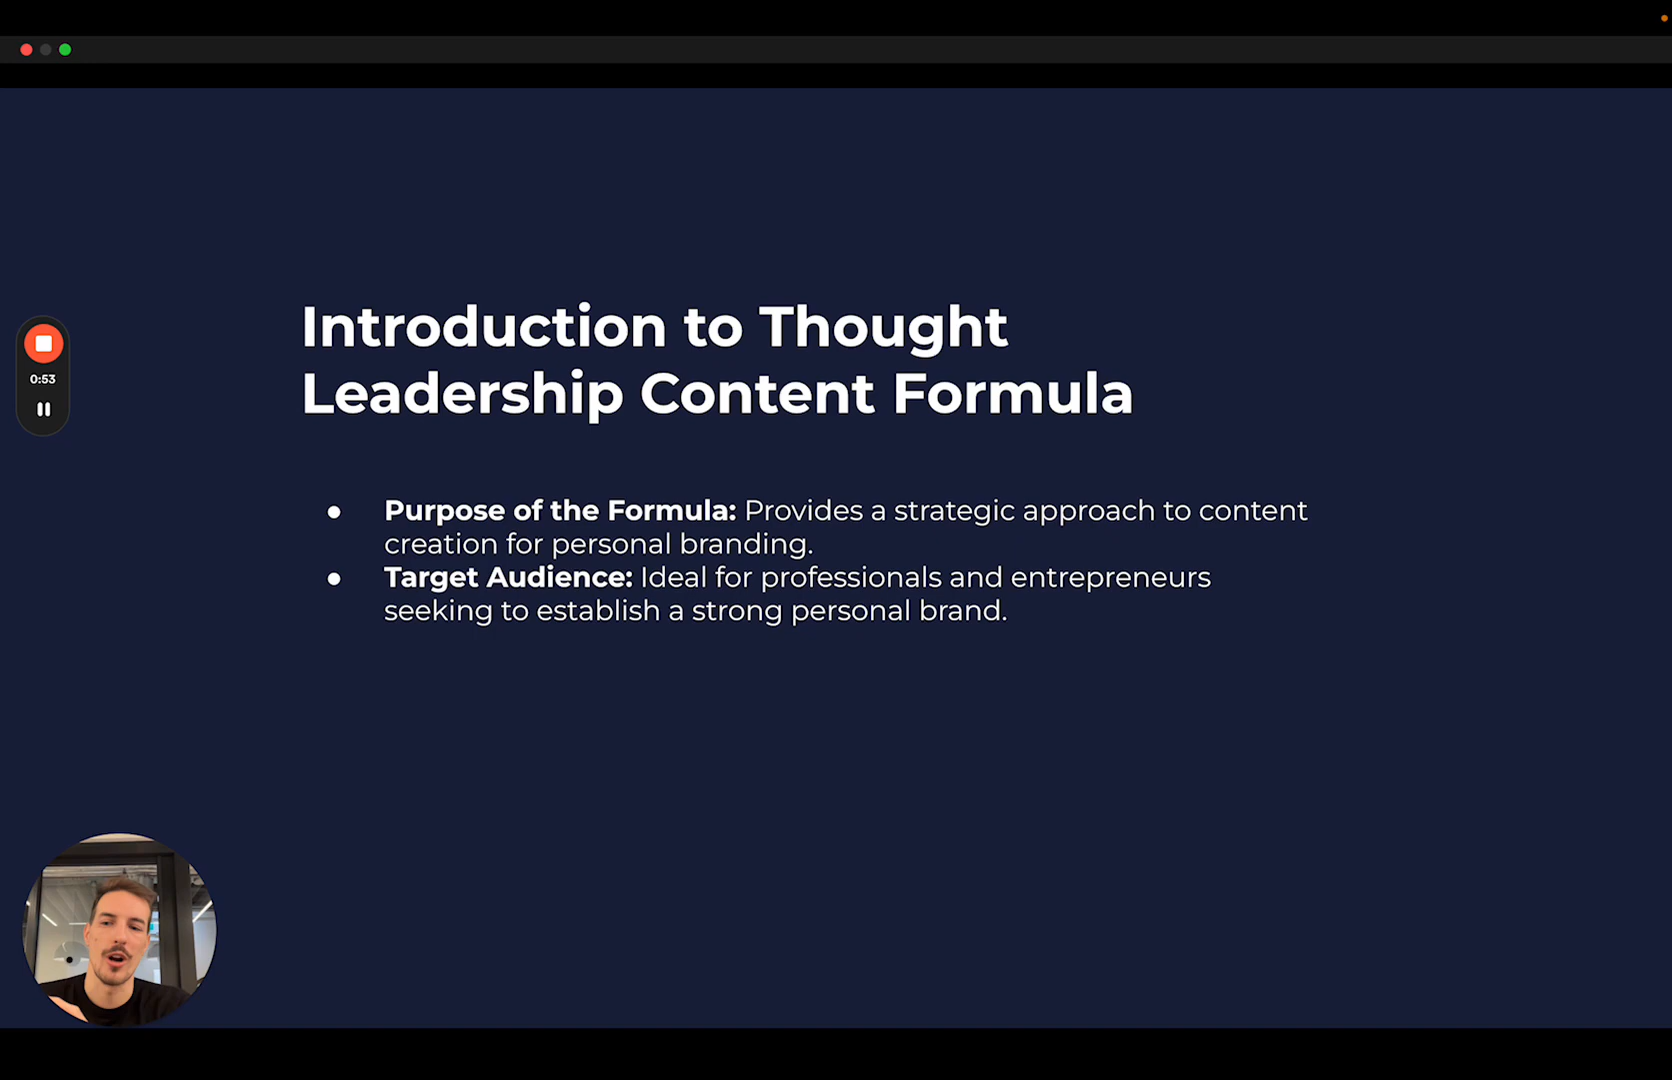 Introduction to Thought
Leadership Content Formula
● Purpose of the Formula: Provides a strategic approach to content
creation for personal branding.
● Target Audience: Ideal for professionals and entrepreneurs
seeking to establish a strong personal brand.
0:53